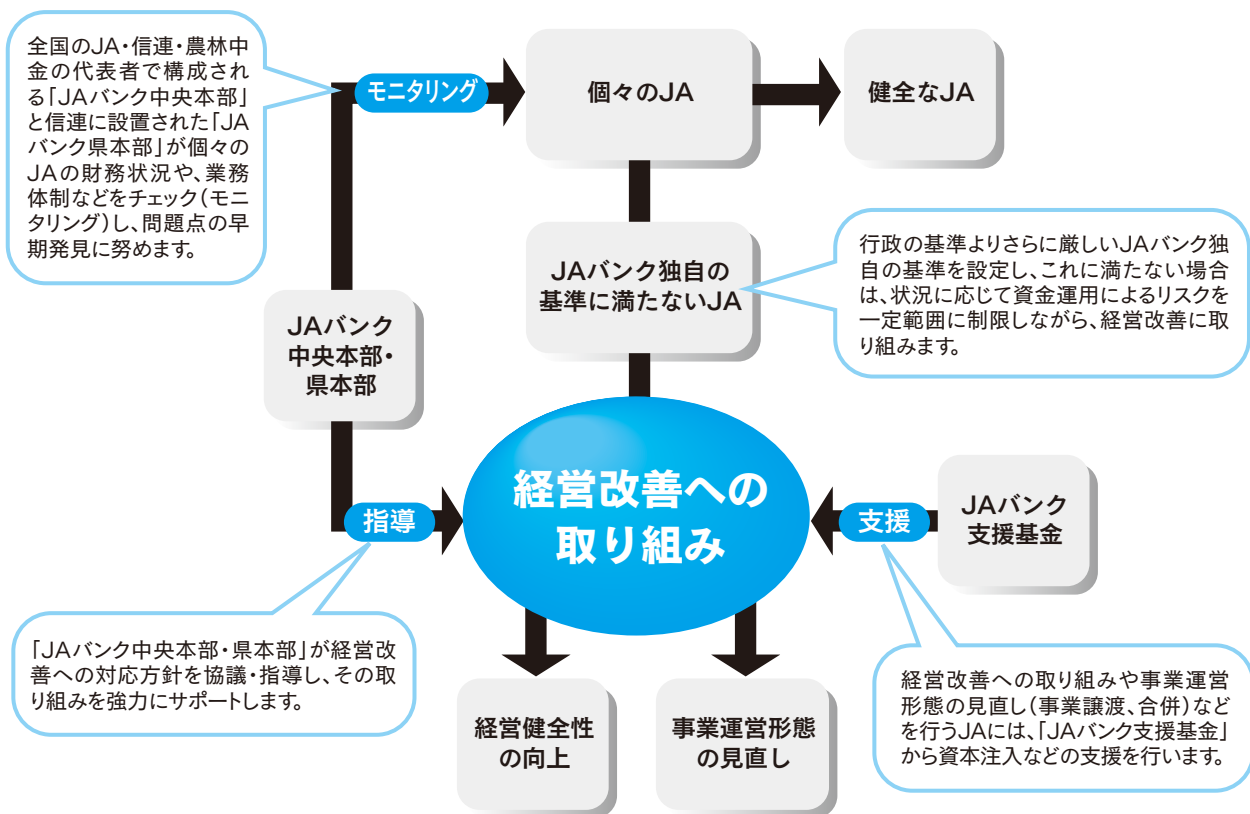 全国のJA・信連・農林中
金の代表者で構成され
る「JAバンク中央本部」
と信連に設置された「JA
バンク県本部」が個々の
JAの財務状況や、業務
体制などをチェック(モニ
タリング)し、問題点の早
期発見に努めます。
モニタリング
個々のJA
健全なJA
JAバンク独自の
基準に満たないJA
行政の基準よりさらに厳しいJAバンク独
自の基準を設定し、これに満たない場合
は、状況に応じて資金運用によるリスクを
一定範囲に制限しながら、経営改善に取
り組みます。
JAバンク
中央本部・
県本部
経営改善への
取り組み
指導
支援
JAバンク
支援基金
「JAバンク中央本部・県本部」が経営改
善への対応方針を協議・指導し、その取
り組みを強力にサポートします。
経営健全性
の向上
事業運営形態
の見直し
経営改善への取り組みや事業運営
形態の見直し(事業譲渡、合併)など
を行うJAには、「JAバンク支援基金」
から資本注入などの支援を行います。